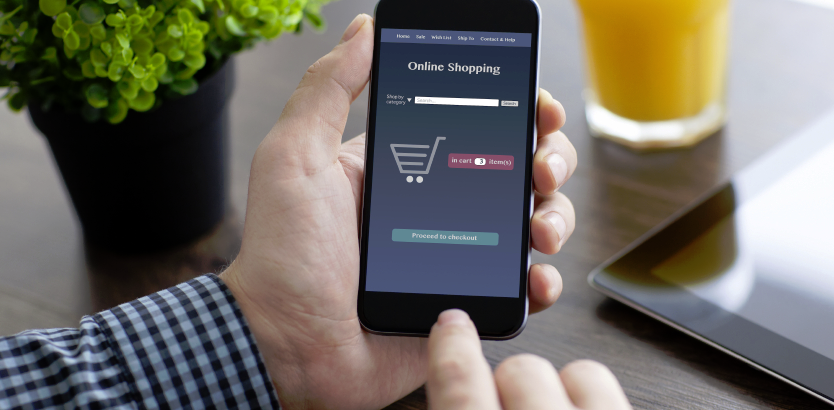 Home Sale Wish List Ship To Contact & Help
Online Shopping
Shop by
category ▼ Search... Search
in cart 3 item(s)
Proceed to checkout